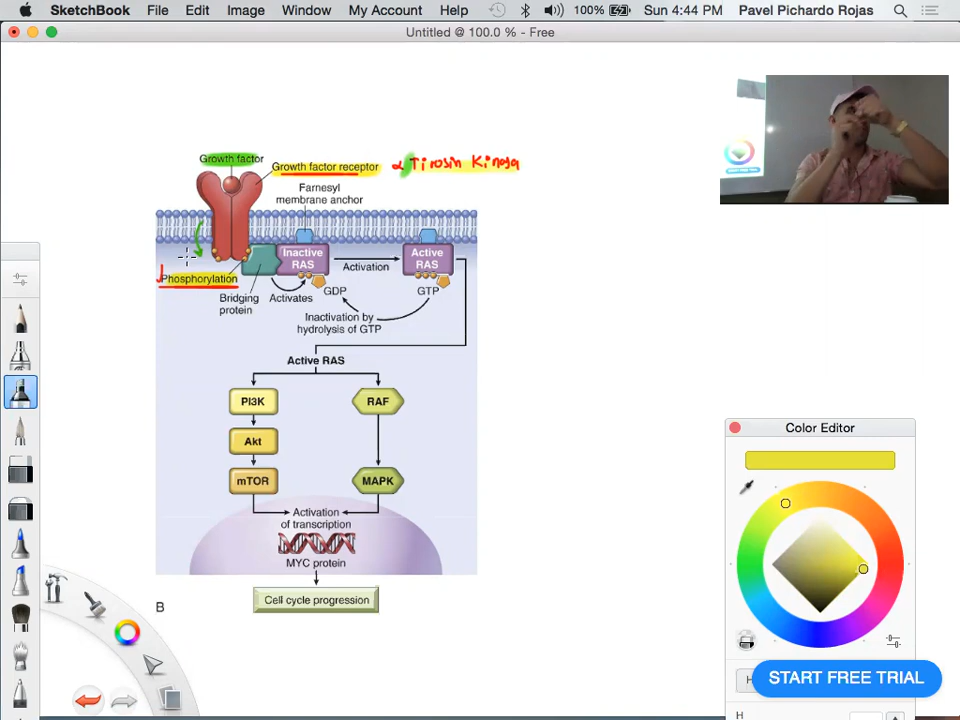 SketchBook File Edit Image Window My Account Help 100% Sun 4:44 PM Pavel Pichardo Rojas
Untitled @ 100.0 % - Free
Growth factor
Growth factor receptor
α Tirosin Kinasa
Farnesyl
membrane anchor
Inactive
RAS
Activation
Active
RAS
Phosphorylation
Bridging
protein
Activates
GDP
GTP
Inactivation by
hydrolysis of GTP
Active RAS
PI3K
RAF
Akt
mTOR
MAPK
Activation
of transcription
MYC protein
Cell cycle progression
B
Color Editor
START FREE TRIAL
H
H